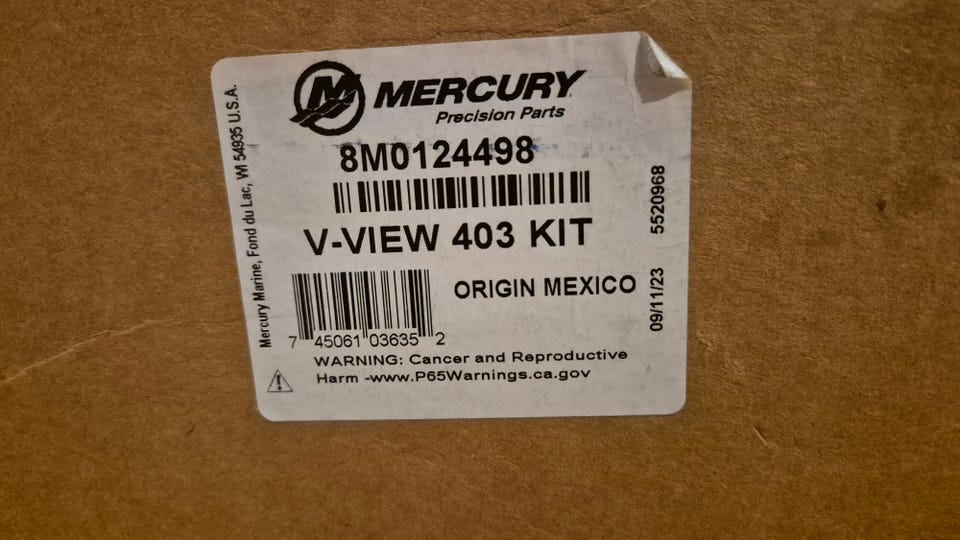 MERCURY
Precision Parts
8M0124498
V-VIEW 403 KIT
ORIGIN MEXICO
7 45061 03635 2
WARNING: Cancer and Reproductive
Harm -www.P65Warnings.ca.gov
Mercury Marine, Fond du Lac, WI 54935 U.S.A.
09/11/23 5520968